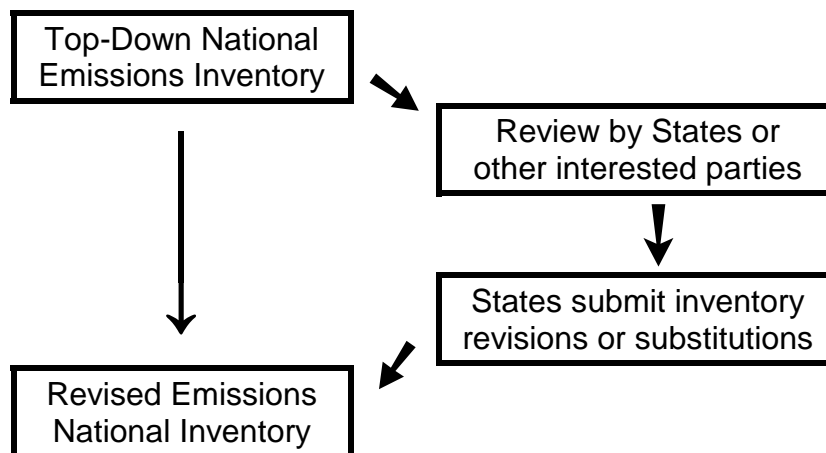 Top-Down National
Emissions Inventory
Review by States or
other interested parties
States submit inventory
revisions or substitutions
Revised Emissions
National Inventory